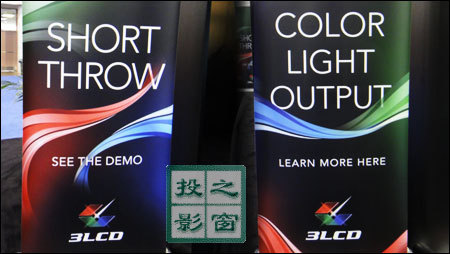 SHORT
THROW
SEE THE DEMO
3LCD
COLOR
LIGHT
OUTPUT
LEARN MORE HERE
3LCD
投之
影窗